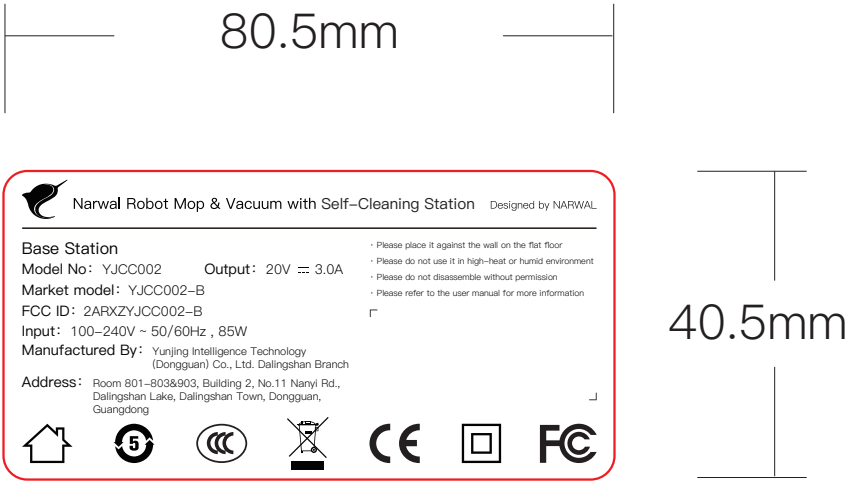 80.5mm
Narwal Robot Mop & Vacuum with Self-Cleaning Station Designed by NARWAL
Base Station
Model No: YJCC002 Output: 20V ⎓ 3.0A
Market model: YJCC002-B
FCC ID: 2ARXZYJCC002-B
Input: 100-240V ~ 50/60Hz , 85W
Manufactured By: Yunjing Intelligence Technology
(Dongguan) Co., Ltd. Dalingshan Branch
Address: Room 801-803&903, Building 2, No.11 Nanyi Rd.,
Dalingshan Lake, Dalingshan Town, Dongguan,
Guangdong
· Please place it against the wall on the flat floor
· Please do not use it in high-heat or humid environment
· Please do not disassemble without permission
· Please refer to the user manual for more information
40.5mm
5 CCC CE FC